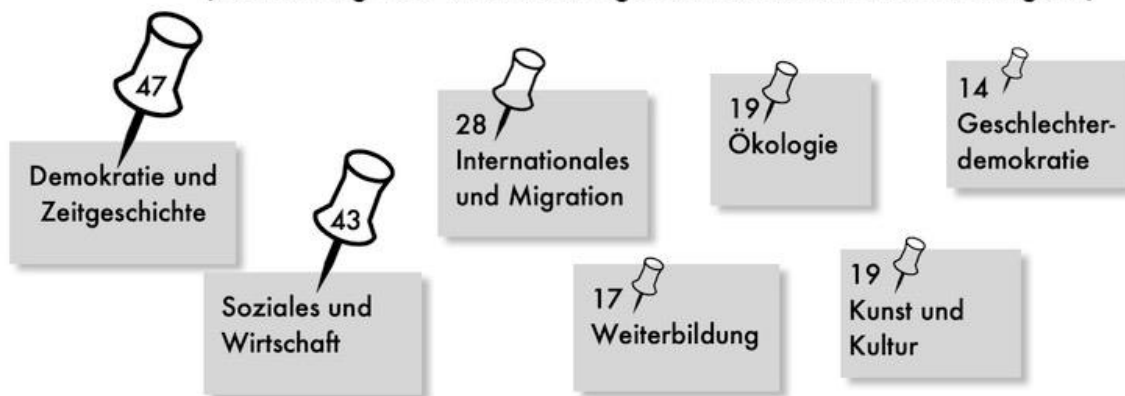 47
Demokratie und
Zeitgeschichte
43
Soziales und
Wirtschaft
28
Internationales
und Migration
19
Ökologie
14
Geschlechter-
demokratie
17
Weiterbildung
19
Kunst und
Kultur